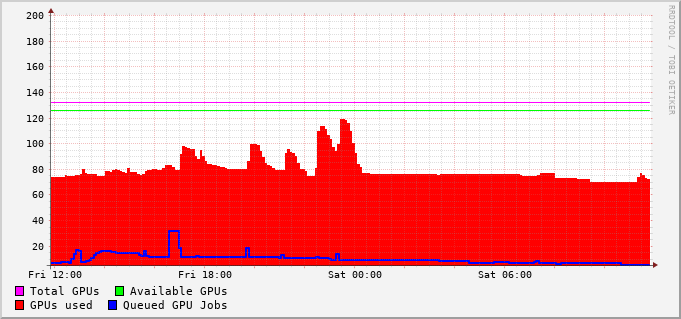 200
180
160
140
120
100
80
60
40
20
Fri 12:00 Fri 18:00 Sat 00:00 Sat 06:00
Total GPUs Available GPUs
GPUs used Queued GPU Jobs
RRDTOOL / TOBI OETIKER